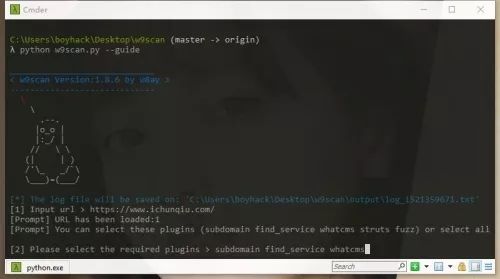 Cmder
C:\Users\boyhack\Desktop\w9scan (master -> origin)
λ python w9scan.py --guide
< w9scan Version:1.8.6 by w8ay >
[*] The log file will be saved on: 'C:\Users\boyhack\Desktop\w9scan\output\log_1521359671.txt'
[1] Input url > https://www.ichunqiu.com/
[Prompt] URL has been loaded:1
[Prompt] You can select these plugins (subdomain find_service whatcms struts fuzz) or select all
[2] Please select the required plugins > subdomain find_service whatcms
python.exe
Search